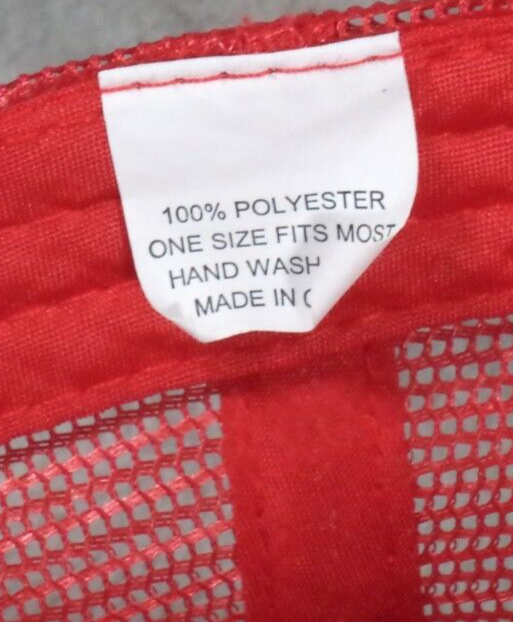 100% POLYESTER
ONE SIZE FITS MOST
HAND WASH
MADE IN